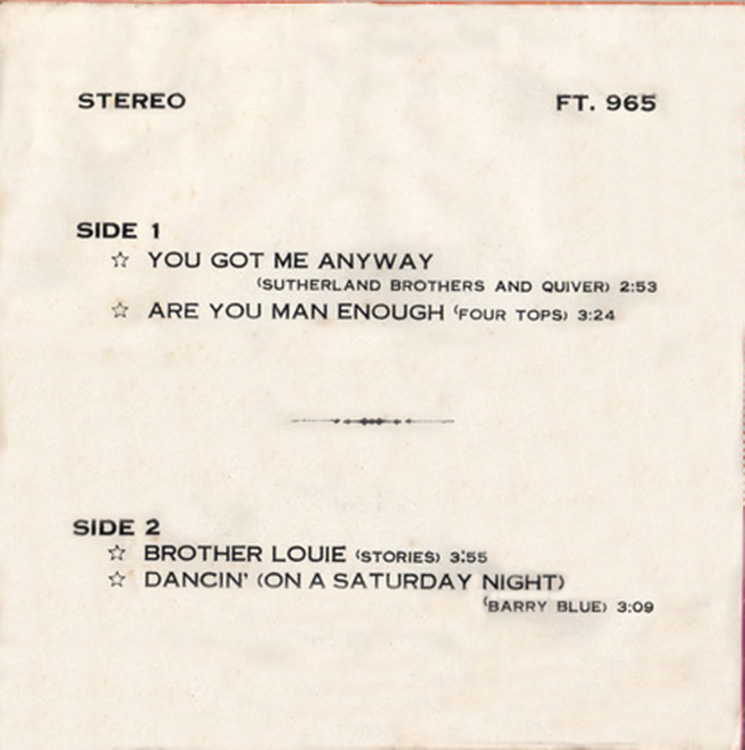 STEREO FT. 965
SIDE 1
☆ YOU GOT ME ANYWAY
(SUTHERLAND BROTHERS AND QUIVER) 2:53
☆ ARE YOU MAN ENOUGH (FOUR TOPS) 3:24
SIDE 2
☆ BROTHER LOUIE (STORIES) 3:55
☆ DANCIN' (ON A SATURDAY NIGHT)
(BARRY BLUE) 3:09